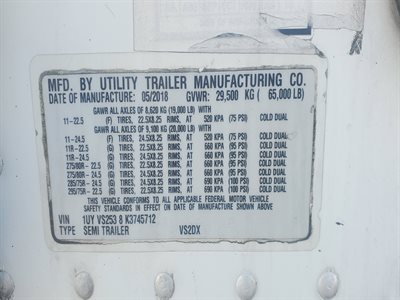 MFD. BY UTILITY TRAILER MANUFACTURING CO.
DATE OF MANUFACTURE: 05/2018 GVWR: 29,500 KG ( 65,000 LB)
GAWR ALL AXLES OF 8,620 KG (19,000 LB) WITH
11-22.5 (F) TIRES, 22.5X8.25 RIMS, AT 520 KPA (75 PSI) COLD DUAL
GAWR ALL AXLES OF 9,100 KG (20,000 LB) WITH
11-24.5 (F) TIRES, 24.5X8.25 RIMS, AT 520 KPA (75 PSI) COLD DUAL
11R-22.5 (G) TIRES, 22.5X8.25 RIMS, AT 660 KPA (95 PSI) COLD DUAL
11R-24.5 (G) TIRES, 24.5X8.25 RIMS, AT 660 KPA (95 PSI) COLD DUAL
275/80R-22.5 (G) TIRES, 22.5X8.25 RIMS, AT 660 KPA (95 PSI) COLD DUAL
275/80R-24.5 (G) TIRES, 24.5X8.25 RIMS, AT 660 KPA (95 PSI) COLD DUAL
285/75R-24.5 (G) TIRES, 24.5X8.25 RIMS, AT 690 KPA (100 PSI) COLD DUAL
295/75R-22.5 (G) TIRES, 22.5X8.25 RIMS, AT 690 KPA (100 PSI) COLD DUAL
THIS VEHICLE CONFORMS TO ALL APPLICABLE FEDERAL MOTOR VEHICLE
SAFETY STANDARDS IN EFFECT ON DATE OF MANUFACTURE SHOWN ABOVE
VIN 1UY VS253 8 K3745712
TYPE SEMI TRAILER VS2DX